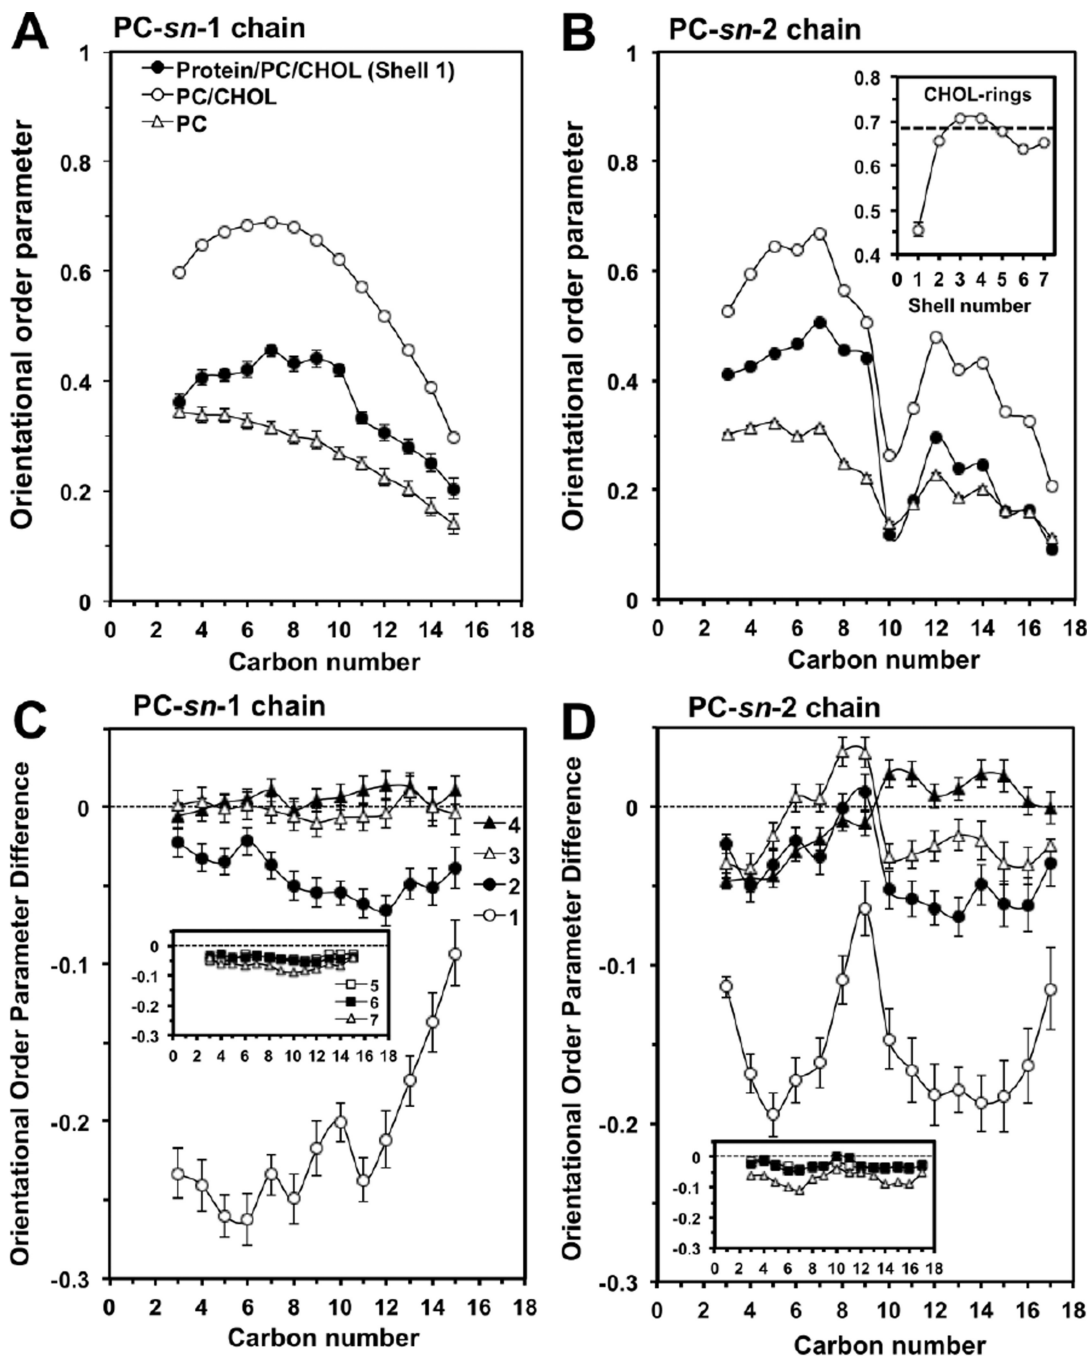 A
PC-sn-1 chain
Orientational order parameter
1
0.8
0.6
0.4
0.2
0
Protein/PC/CHOL (Shell 1)
PC/CHOL
PC
0 2 4 6 8 10 12 14 16 18
Carbon number
B
PC-sn-2 chain
Orientational order parameter
1
0.8
0.6
0.4
0.2
0
0.8
0.7
0.6
0.5
0.4
CHOL-rings
0 1 2 3 4 5 6 7
Shell number
0 2 4 6 8 10 12 14 16 18
Carbon number
C
PC-sn-1 chain
Orientational Order Parameter Difference
0
-0.1
-0.2
-0.3
4
3
2
1
0
-0.1
-0.2
-0.3
5
6
7
0 2 4 6 8 10 12 14 16 18
0 2 4 6 8 10 12 14 16 18
Carbon number
D
PC-sn-2 chain
Orientational Order Parameter Difference
0
-0.1
-0.2
-0.3
0
-0.1
-0.2
-0.3
0 2 4 6 8 10 12 14 16 18
0 2 4 6 8 10 12 14 16 18
Carbon number